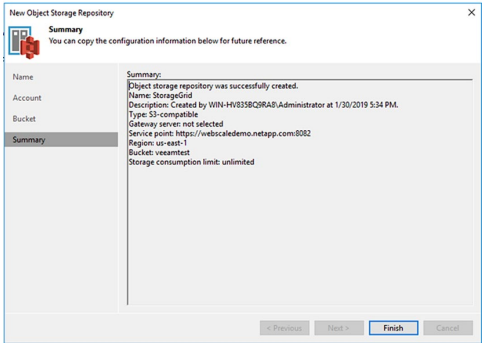 New Object Storage Repository
Summary
You can copy the configuration information below for future reference.
Name
Account
Bucket
Summary
Summary:
Object storage repository was successfully created.
Name: StorageGrid
Description: Created by WIN-HV835BQ9RA8\Administrator at 1/30/2019 5:34 PM.
Type: S3-compatible
Gateway server: not selected
Service point: https://webscaledemo.netapp.com:8082
Region: us-east-1
Bucket: veeamtest
Storage consumption limit: unlimited
< Previous
Next >
Finish
Cancel